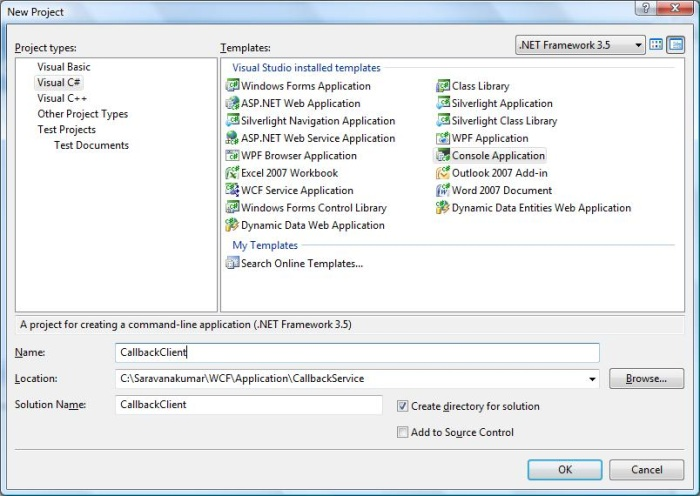 New Project
Project types:
Templates:
.NET Framework 3.5
Visual Basic
Visual C#
Visual C++
Other Project Types
Test Projects
Test Documents
Visual Studio installed templates
Windows Forms Application
Class Library
ASP.NET Web Application
Silverlight Application
Silverlight Navigation Application
Silverlight Class Library
ASP.NET Web Service Application
WPF Application
WPF Browser Application
Console Application
Excel 2007 Workbook
Outlook 2007 Add-in
WCF Service Application
Word 2007 Document
Windows Forms Control Library
Dynamic Data Entities Web Application
Dynamic Data Web Application
My Templates
Search Online Templates...
A project for creating a command-line application (.NET Framework 3.5)
Name:
CallbackClient
Location:
C:\Saravanakumar\WCF\Application\CallbackService
Browse...
Solution Name:
CallbackClient
Create directory for solution
Add to Source Control
OK
Cancel